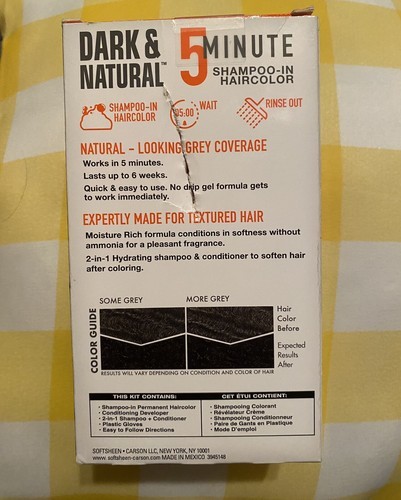 DARK & NATURAL™
5 MINUTE
SHAMPOO-IN
HAIRCOLOR
SHAMPOO-IN
HAIRCOLOR
05:00
WAIT
RINSE OUT
NATURAL - LOOKING GREY COVERAGE
Works in 5 minutes.
Lasts up to 6 weeks.
Quick & easy to use. No drip gel formula gets
to work immediately.
EXPERTLY MADE FOR TEXTURED HAIR
Moisture Rich formula conditions in softness without
ammonia for a pleasant fragrance.
2-in-1 Hydrating shampoo & conditioner to soften hair
after coloring.
COLOR GUIDE
SOME GREY
MORE GREY
Hair
Color
Before
Expected
Results
After
RESULTS WILL VARY DEPENDING ON CONDITION AND COLOR OF HAIR
THIS KIT CONTAINS:
• Shampoo-in Permanent Haircolor
• Conditioning Developer
• 2-in-1 Shampoo + Conditioner
• Plastic Gloves
• Easy to Follow Directions
CET ÉTUI CONTIENT:
• Shampooing Colorant
• Révélateur Crème
• Shampooing Conditionneur
• Paire de Gants en Plastique
• Mode D'emploi
SOFTSHEEN • CARSON LLC, NEW YORK, NY 10001
www.softsheen-carson.com MADE IN MEXICO 3945148